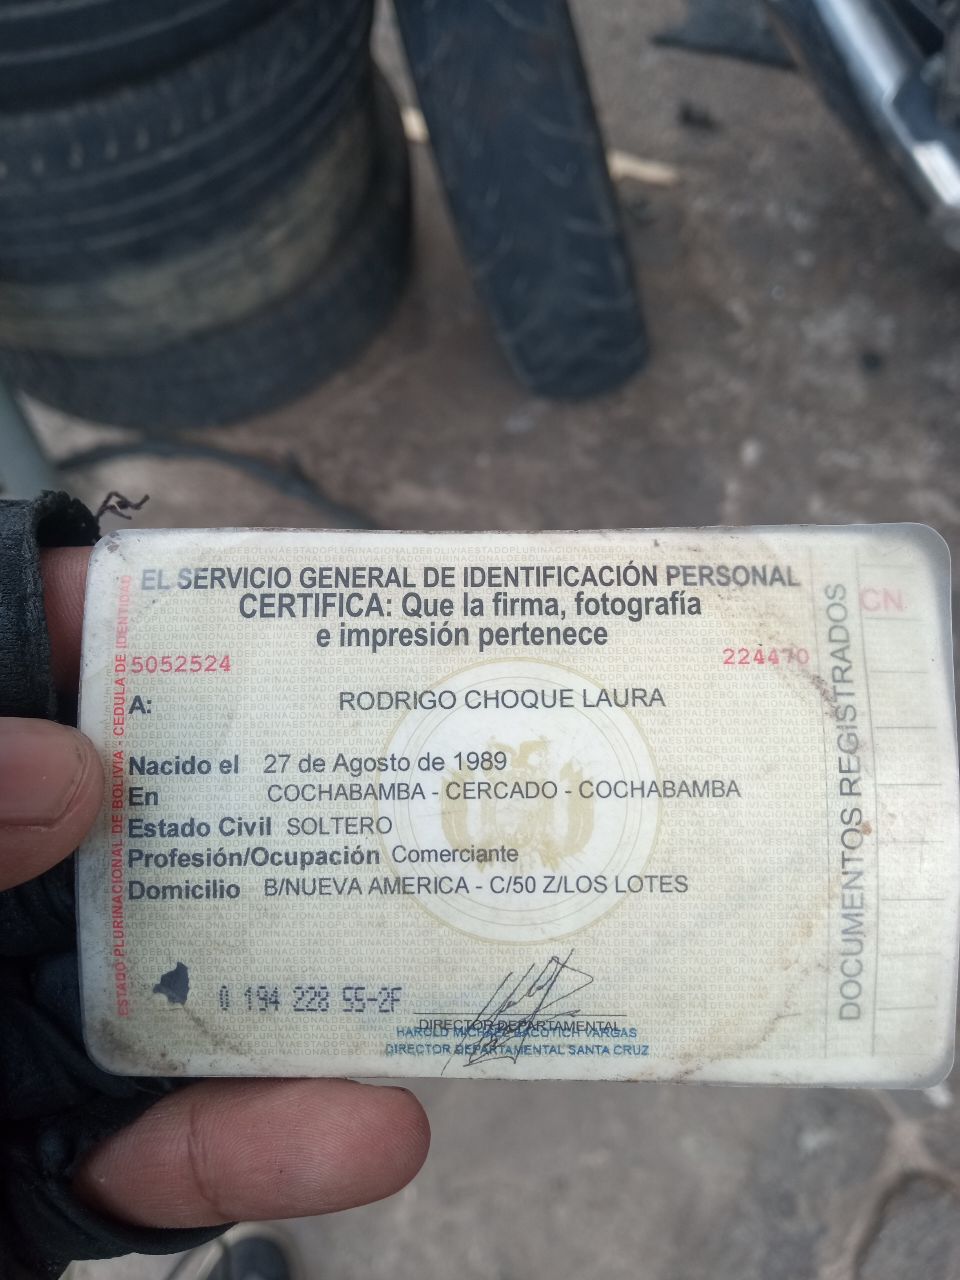 EL SERVICIO GENERAL DE IDENTIFICACIÓN PERSONAL
CERTIFICA: Que la firma, fotografía
e impresión pertenece
5052524
224470
A: RODRIGO CHOQUE LAURA
Nacido el 27 de Agosto de 1989
En COCHABAMBA - CERCADO - COCHABAMBA
Estado Civil SOLTERO
Profesión/Ocupación Comerciante
Domicilio B/NUEVA AMERICA - C/50 Z/LOS LOTES
0 194 228 55-2F
DIRECTOR DEPARTAMENTAL
HAROLD MICHAEL VARGAS
DIRECTOR DEPARTAMENTAL SANTA CRUZ
ESTADO PLURINACIONAL DE BOLIVIA - CEDULA DE IDENTIDAD
DOCUMENTOS REGISTRADOS
CN